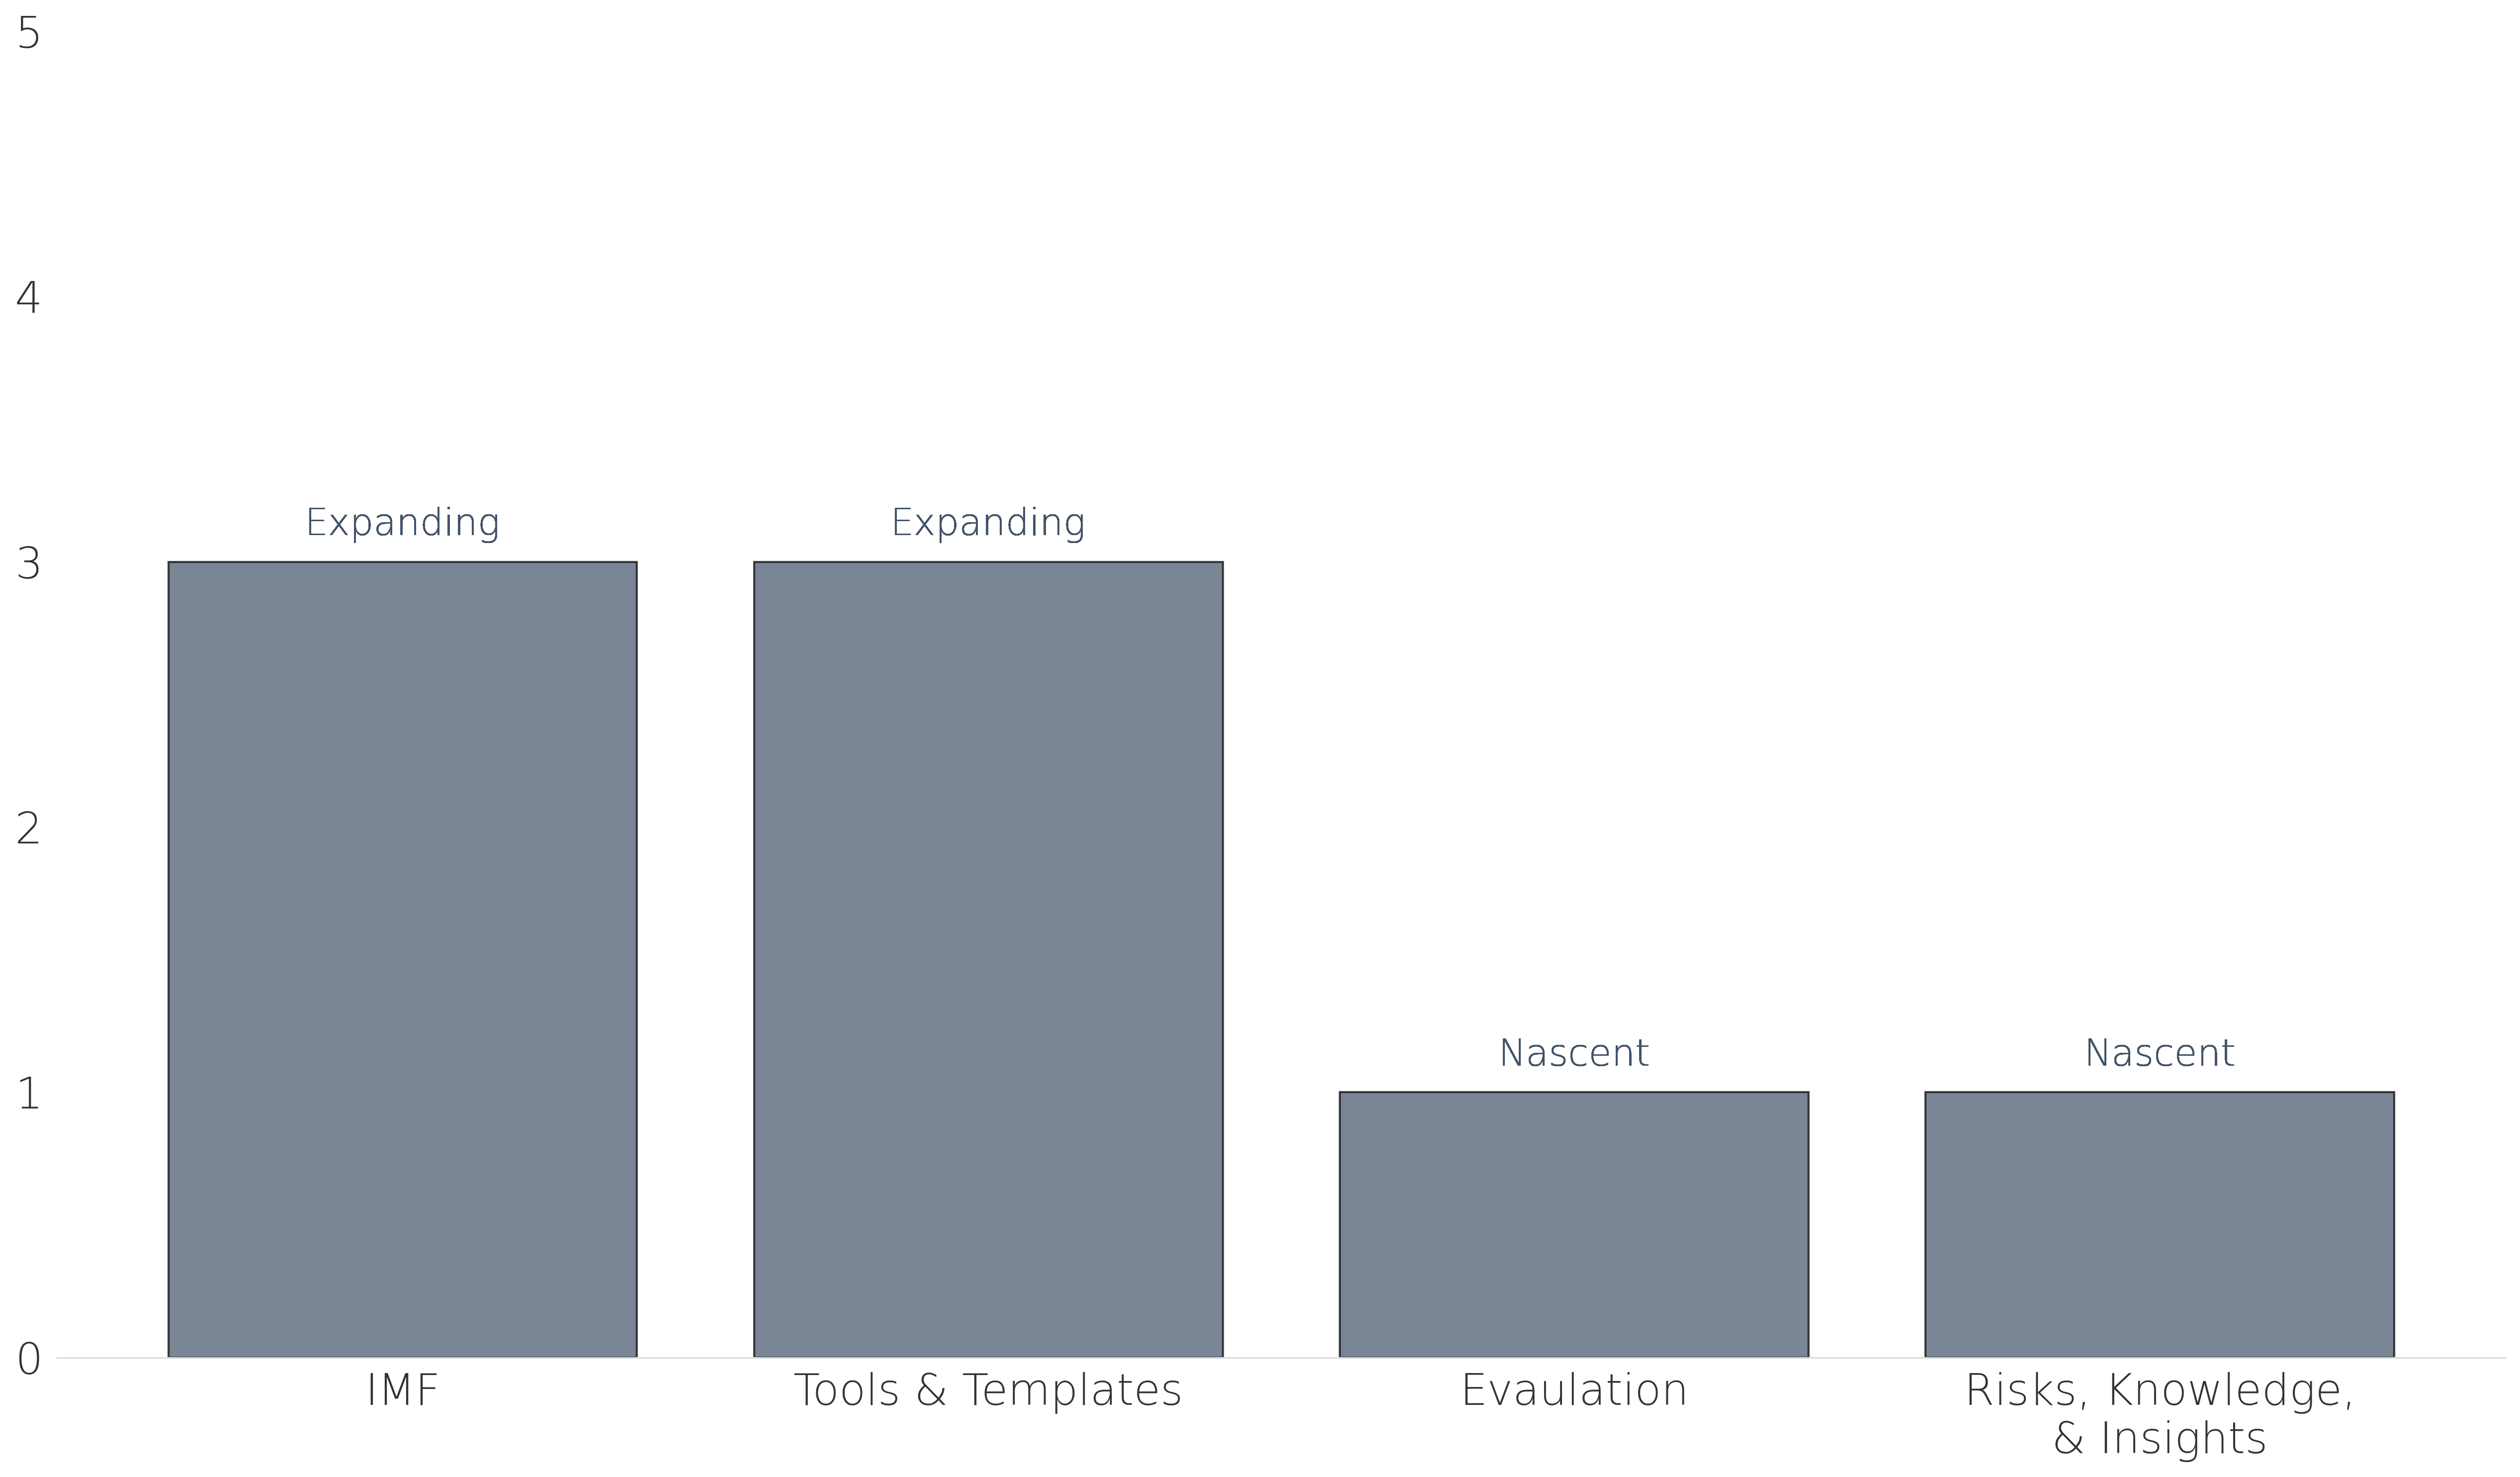 5
4
Expanding
Expanding
3
2
Nascent
Nascent
1
0
IMF
Tools & Templates
Evaulation
Risks, Knowledge,
& Insights